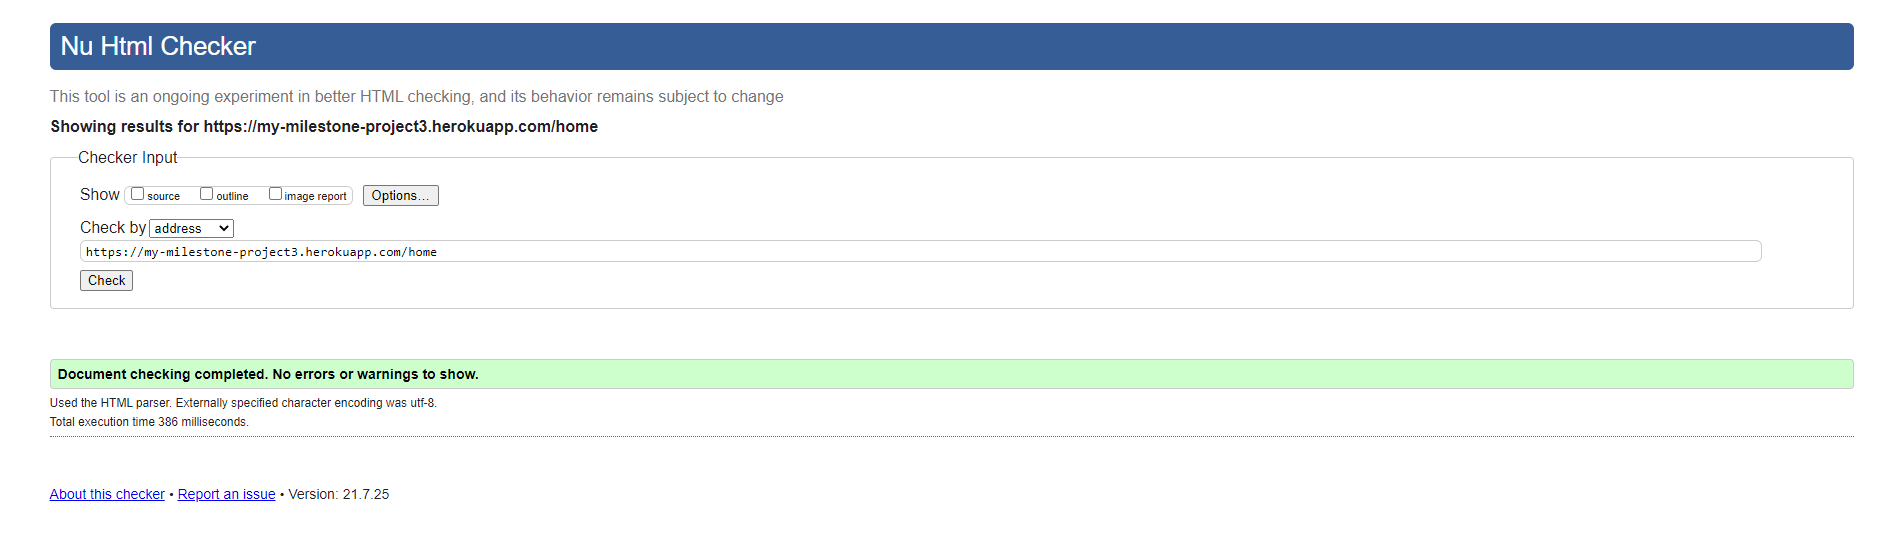 Nu Html Checker
This tool is an ongoing experiment in better HTML checking, and its behavior remains subject to change
Showing results for https://my-milestone-project3.herokuapp.com/home
Checker Input
Show source outline image report Options...
Check by address
https://my-milestone-project3.herokuapp.com/home
Check
Document checking completed. No errors or warnings to show.
Used the HTML parser. Externally specified character encoding was utf-8.
Total execution time 386 milliseconds.
About this checker • Report an issue • Version: 21.7.25